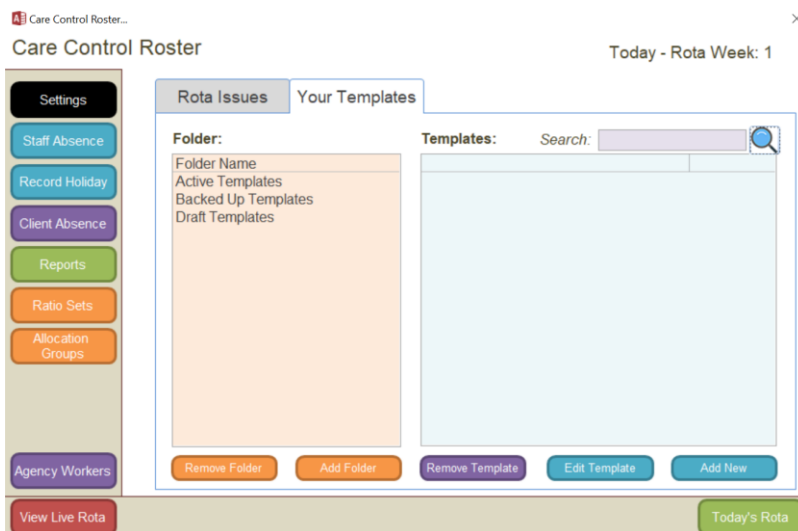 Care Control Roster...
Care Control Roster
Today - Rota Week: 1
Settings
Staff Absence
Record Holiday
Client Absence
Reports
Ratio Sets
Allocation
Groups
Agency Workers
View Live Rota
Rota Issues
Your Templates
Folder:
Folder Name
Active Templates
Backed Up Templates
Draft Templates
Templates:
Search:
Remove Folder
Add Folder
Remove Template
Edit Template
Add New
Today's Rota